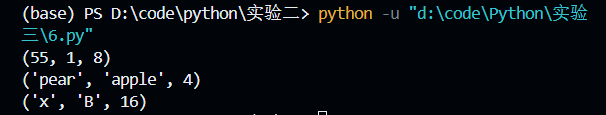 (base) PS D:\code\python\实验二> python -u "d:\code\Python\实验
三\6.py"
(55, 1, 8)
('pear', 'apple', 4)
('x', 'B', 16)